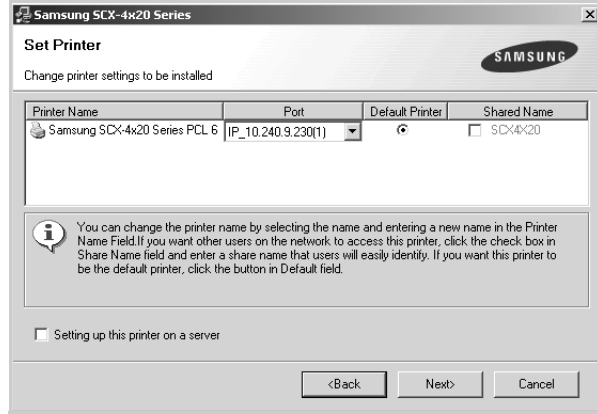 Samsung SCX-4x20 Series
Set Printer
Change printer settings to be installed
SAMSUNG
Printer Name Port Default Printer Shared Name
Samsung SCX-4x20 Series PCL 6 IP_10.240.9.230(1) SCX4X20
You can change the printer name by selecting the name and entering a new name in the Printer
Name Field.If you want other users on the network to access this printer, click the check box in
Share Name field and enter a share name that users will easily identify. If you want this printer to
be the default printer, click the button in Default field.
Setting up this printer on a server
<Back Next> Cancel